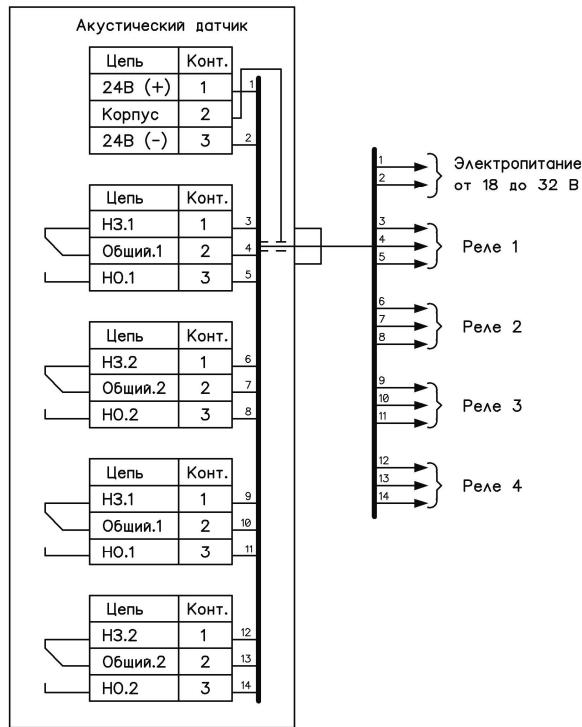 Акустический датчик
Цепь Конт.
24В (+) 1 1
Корпус 2
24В (-) 3 2
Цепь Конт.
НЗ.1 1 3
Общий.1 2 4
НО.1 3 5
Цепь Конт.
НЗ.2 1 6
Общий.2 2 7
НО.2 3 8
Цепь Конт.
НЗ.1 1 9
Общий.1 2 10
НО.1 3 11
Цепь Конт.
НЗ.2 1 12
Общий.2 2 13
НО.2 3 14
1 Электропитание
2 от 18 до 32 В
3
4 Реле 1
5
6
7 Реле 2
8
9
10 Реле 3
11
12
13 Реле 4
14